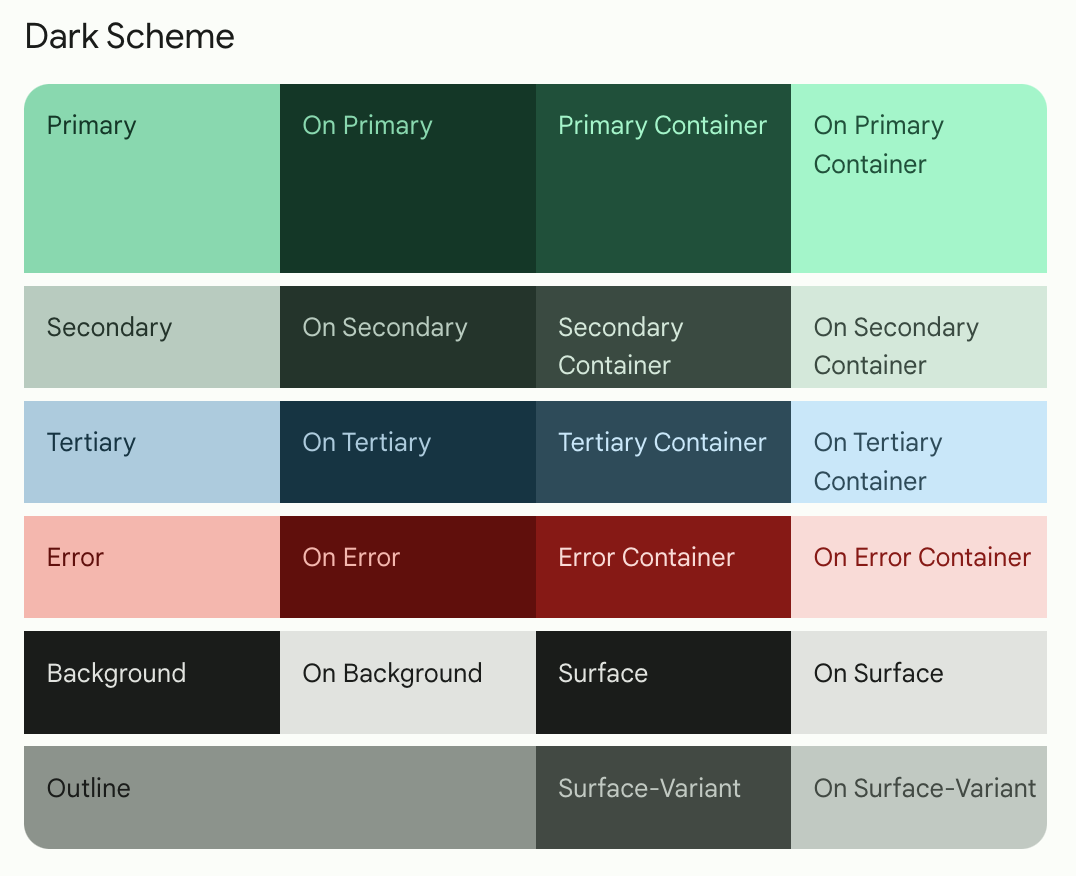 Dark Scheme
Primary
On Primary
Primary Container
On Primary
Container
Secondary
On Secondary
Secondary
Container
On Secondary
Container
Tertiary
On Tertiary
Tertiary Container
On Tertiary
Container
Error
On Error
Error Container
On Error Container
Background
On Background
Surface
On Surface
Outline
Surface-Variant
On Surface-Variant